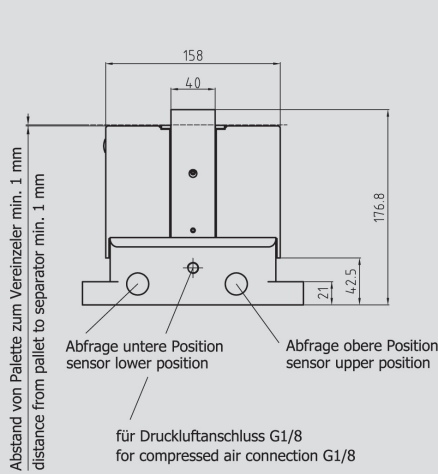 158
40
176.8
42.5
21
Abstand von Palette zum Vereinzeler min. 1 mm
distance from pallet to separator min. 1 mm
Abfrage untere Position
sensor lower position
Abfrage obere Position
sensor upper position
für Druckluftanschluss G1/8
for compressed air connection G1/8